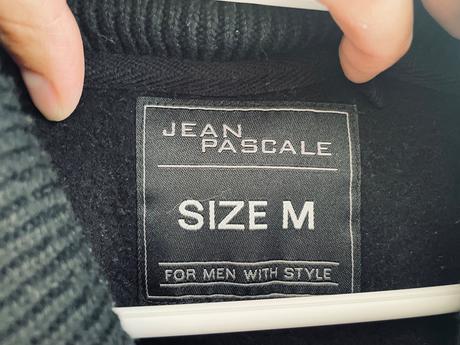 JEAN
PASCALE
SIZE M
FOR MEN WITH STYLE